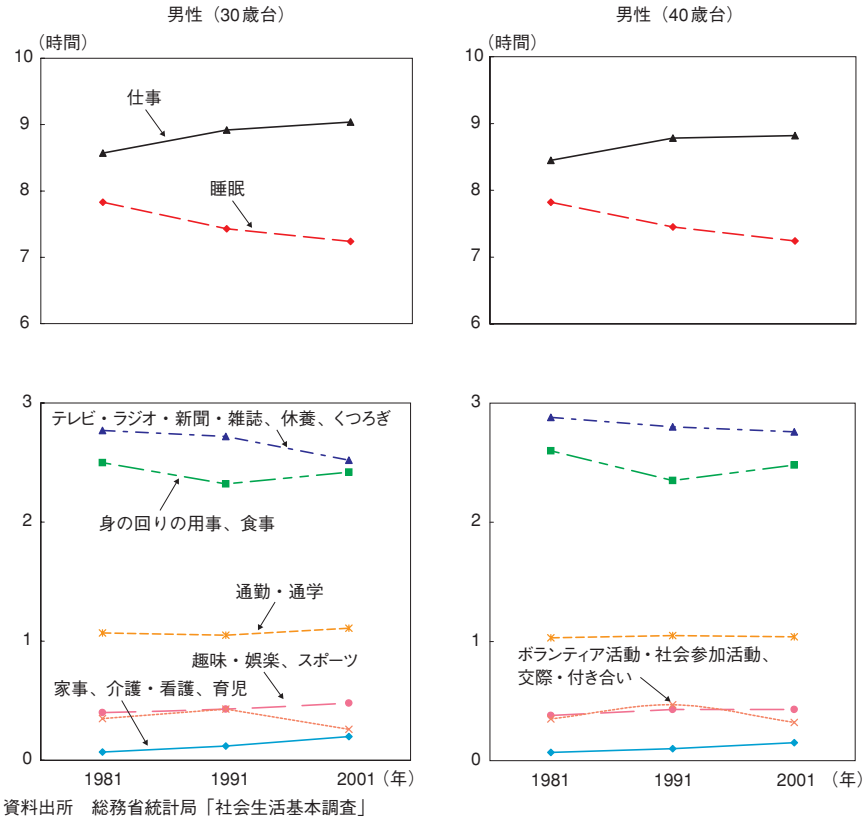 男性（30歳台）
（時間）
10
9
8
7
6
仕事
睡眠
男性（40歳台）
（時間）
10
9
8
7
6
3
2
1
0
テレビ・ラジオ・新聞・雑誌、休養、くつろぎ
身の回りの用事、食事
通勤・通学
趣味・娯楽、スポーツ
家事、介護・看護、育児
1981 1991 2001（年）
3
2
1
0
ボランティア活動・社会参加活動、
交際・付き合い
1981 1991 2001（年）
資料出所　総務省統計局「社会生活基本調査」